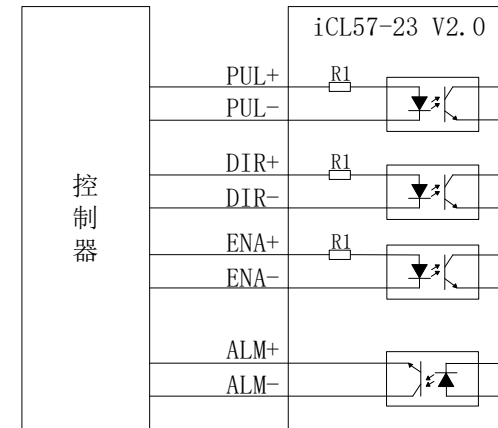 iCL57-23 V2.0
PUL+
R1
PUL-
DIR+
R1
DIR-
控制器
ENA+
R1
ENA-
ALM+
ALM-